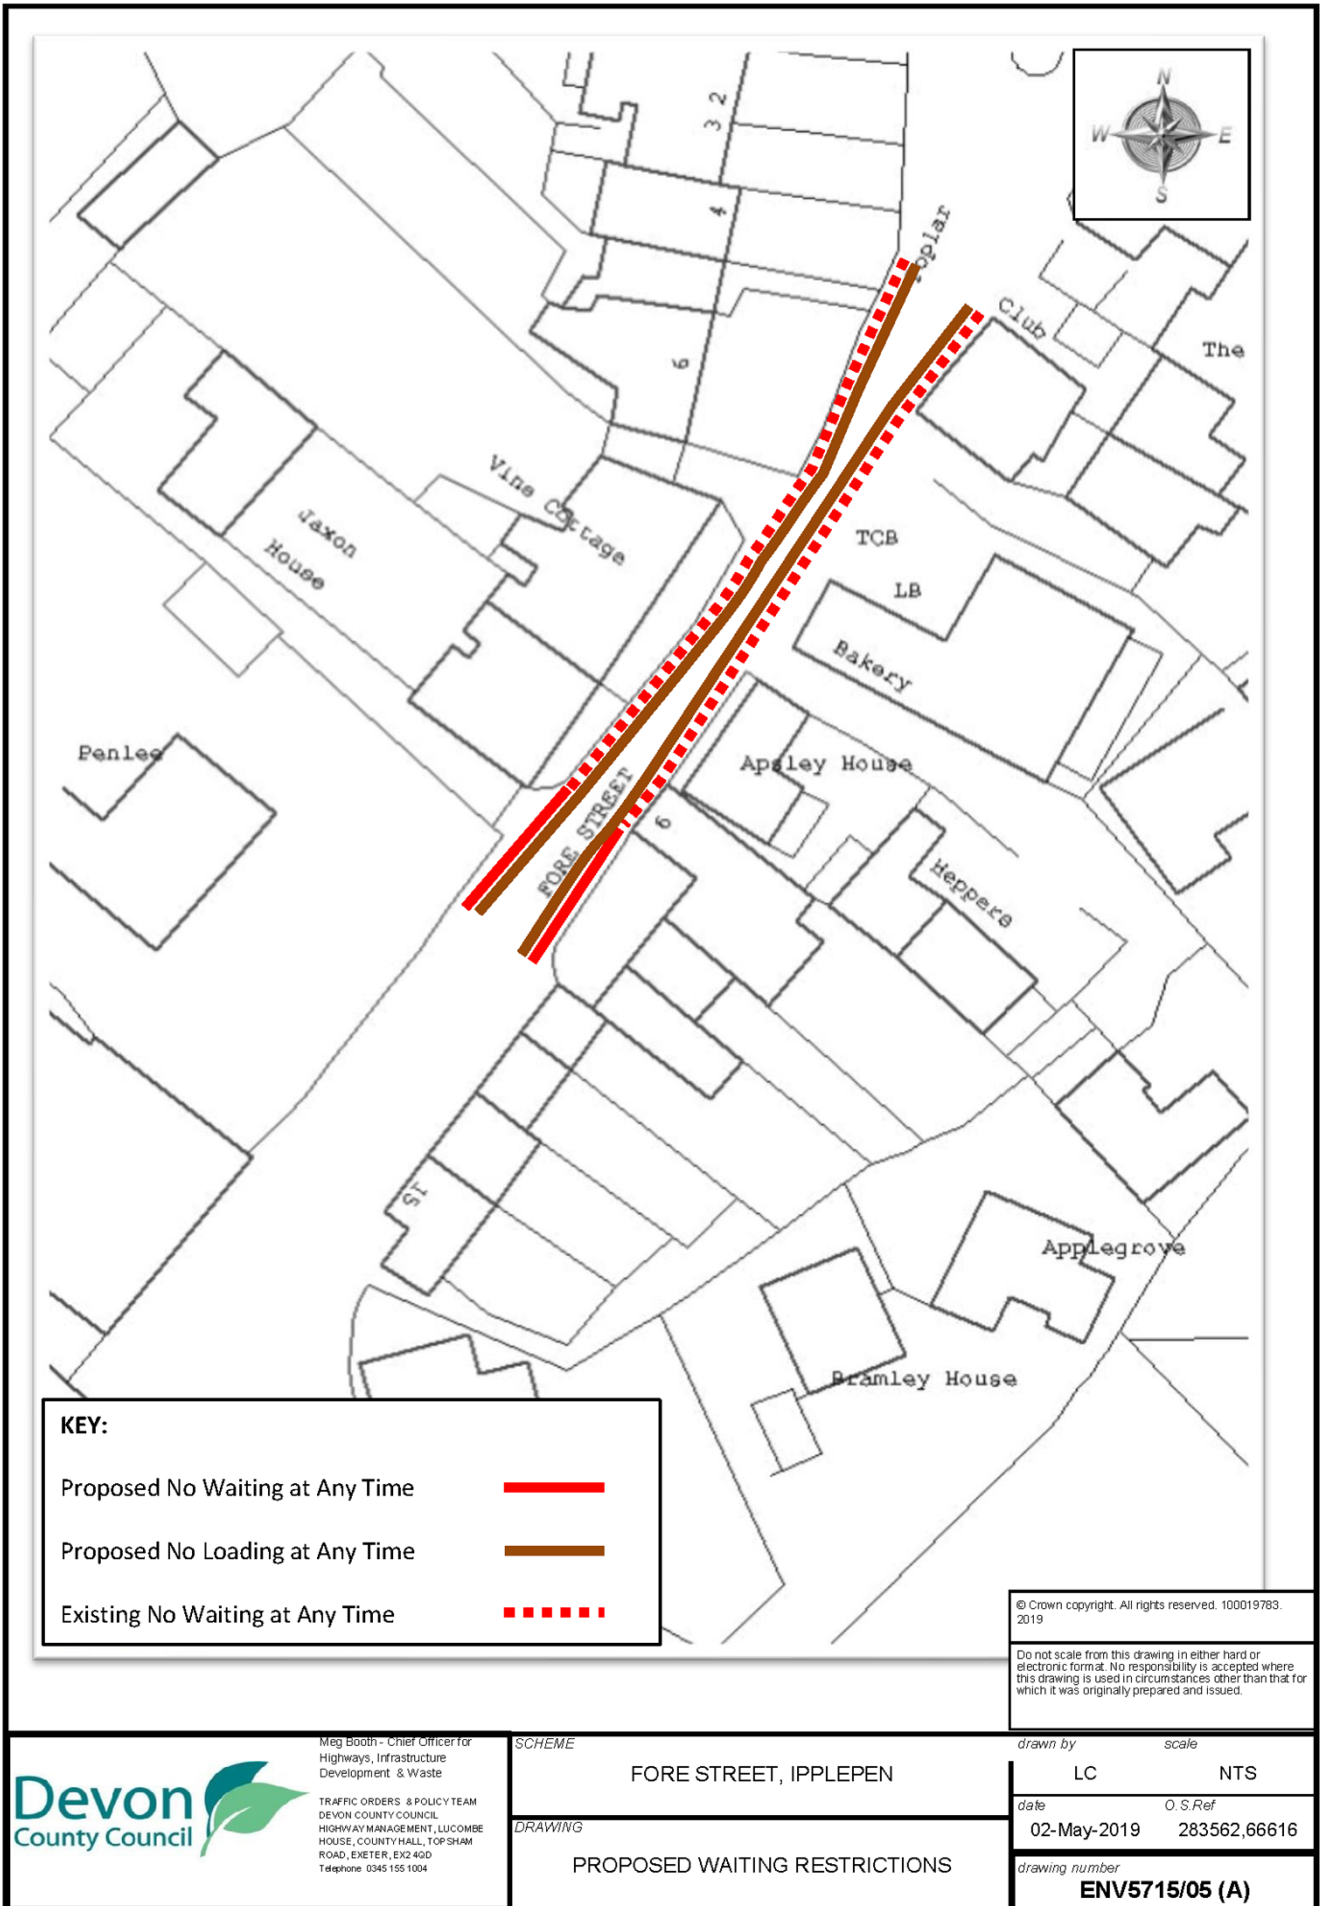 N
W E
S
2
3
4
6
Club
The
Vine Cottage
Jaxon
House
TCB
LB
Bakery
Penlee
Apsley House
FORE STREET
6
Heppers
15
Applegrove
Bramley House
KEY:
Proposed No Waiting at Any Time
Proposed No Loading at Any Time
Existing No Waiting at Any Time
© Crown copyright. All rights reserved. 100019783.
2019
Do not scale from this drawing in either hard or
electronic format. No responsibility is accepted where
this drawing is used in circumstances other than that for
which it was originally prepared and issued.
Devon
County Council
Meg Booth - Chief Officer for
Highways, Infrastructure
Development & Waste
TRAFFIC ORDERS & POLICY TEAM
DEVON COUNTY COUNCIL
HIGHWAY MANAGEMENT, LUCOMBE
HOUSE, COUNTY HALL, TOPSHAM
ROAD, EXETER, EX2 4QD
Telephone 0345 155 1004
SCHEME
FORE STREET, IPPLEPEN
DRAWING
PROPOSED WAITING RESTRICTIONS
drawn by scale
LC NTS
date O.S.Ref
02-May-2019 283562,66616
drawing number
ENV5715/05 (A)